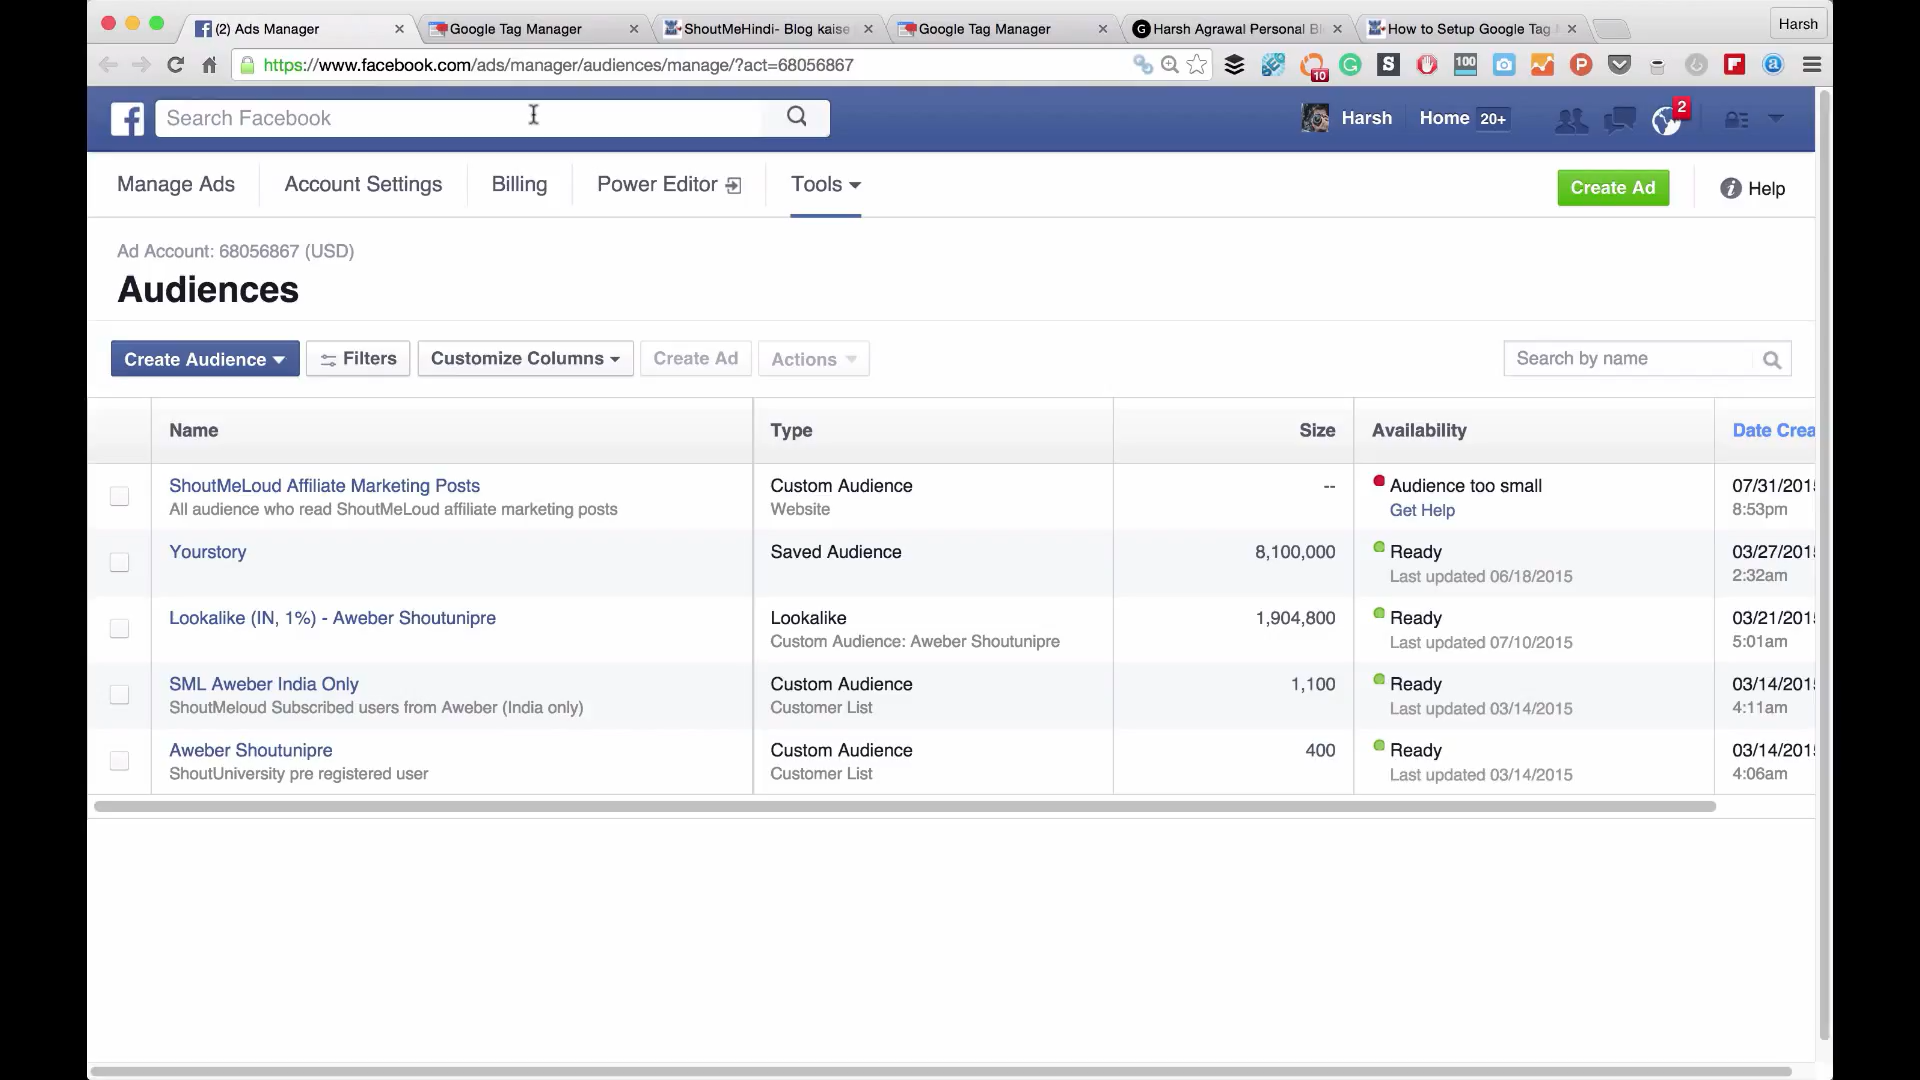 (2) Ads Manager
Google Tag Manager
ShoutMeHindi- Blog kaise
Google Tag Manager
Harsh Agrawal Personal Bl
How to Setup Google Tag
Harsh
https://www.facebook.com/ads/manager/audiences/manage/?act=68056867
10
100
Search Facebook
Harsh
Home 20+
2
Manage Ads
Account Settings
Billing
Power Editor
Tools
Create Ad
Help
Ad Account: 68056867 (USD)
Audiences
Create Audience
Filters
Customize Columns
Create Ad
Actions
Search by name
Name Type Size Availability Date Crea
ShoutMeLoud Affiliate Marketing Posts Custom Audience -- Audience too small 07/31/201
All audience who read ShoutMeLoud affiliate marketing posts Website Get Help 8:53pm
Yourstory Saved Audience 8,100,000 Ready 03/27/201
Last updated 06/18/2015 2:32am
Lookalike (IN, 1%) - Aweber Shoutunipre Lookalike 1,904,800 Ready 03/21/201
Custom Audience: Aweber Shoutunipre Last updated 07/10/2015 5:01am
SML Aweber India Only Custom Audience 1,100 Ready 03/14/201
ShoutMeloud Subscribed users from Aweber (India only) Customer List Last updated 03/14/2015 4:11am
Aweber Shoutunipre Custom Audience 400 Ready 03/14/201
ShoutUniversity pre registered user Customer List Last updated 03/14/2015 4:06am